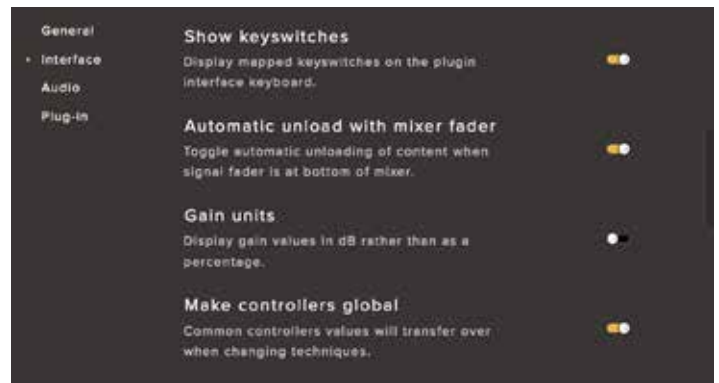 General
Interface
Audio
Plug-in
Show keyswitches
Display mapped keyswitches on the plugin
interface keyboard.
Automatic unload with mixer fader
Toggle automatic unloading of content when
signal fader is at bottom of mixer.
Gain units
Display gain values in dB rather than as a
percentage.
Make controllers global
Common controllers values will transfer over
when changing techniques.